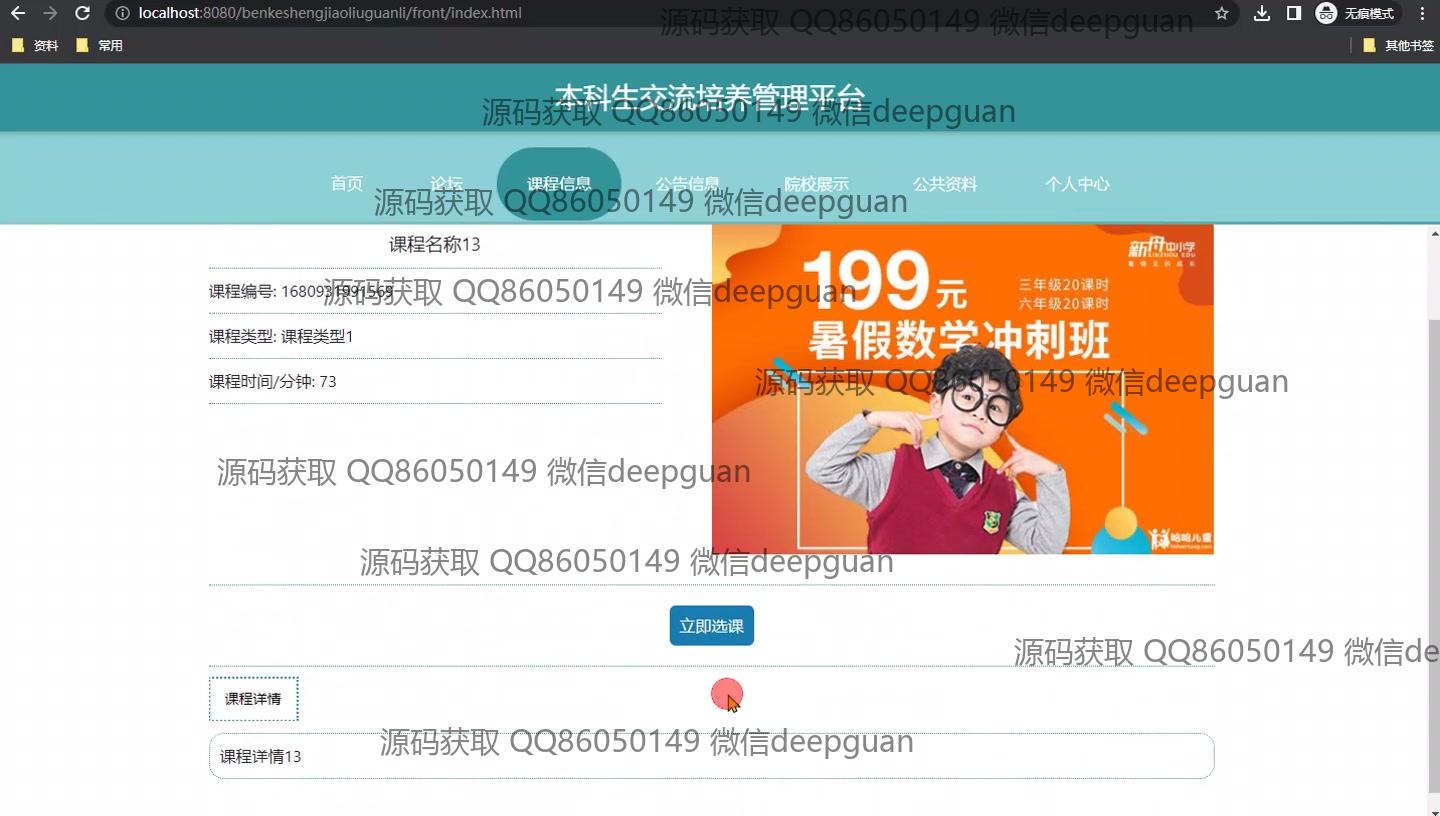 localhost:8080/benkeshengjiaoliuguanli/front/index.html
无痕模式
源码获取 QQ86050149 微信deepguan
资料 常用 其他书签
本科生交流培养管理平台
源码获取 QQ86050149 微信deepguan
首页 论坛 课程信息 公告信息 院校展示 公共资料 个人中心
源码获取 QQ86050149 微信deepguan
课程名称13
新舟中小学
XINZHOU EDU
199元
三年级20课时
六年级20课时
课程编号: 1680931991569
源码获取 QQ86050149 微信deepguan
暑假数学冲刺班
课程类型: 课程类型1
课程时间/分钟: 73
源码获取 QQ86050149 微信deepguan
源码获取 QQ86050149 微信deepguan
哈哈儿童
源码获取 QQ86050149 微信deepguan
立即选课
源码获取 QQ86050149 微信de
课程详情
源码获取 QQ86050149 微信deepguan
课程详情13